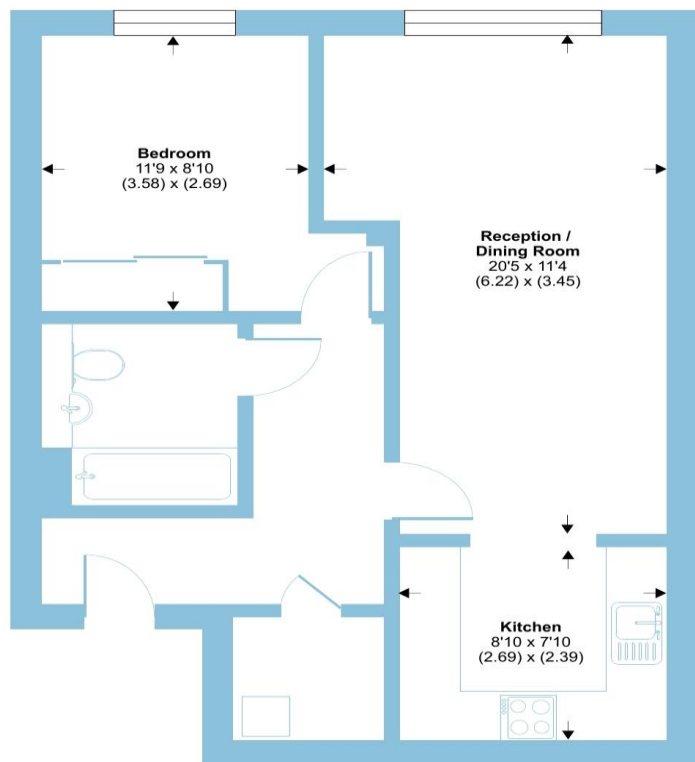 Bedroom
11'9 x 8'10
(3.58) x (2.69)
Reception /
Dining Room
20'5 x 11'4
(6.22) x (3.45)
Kitchen
8'10 x 7'10
(2.69) x (2.39)